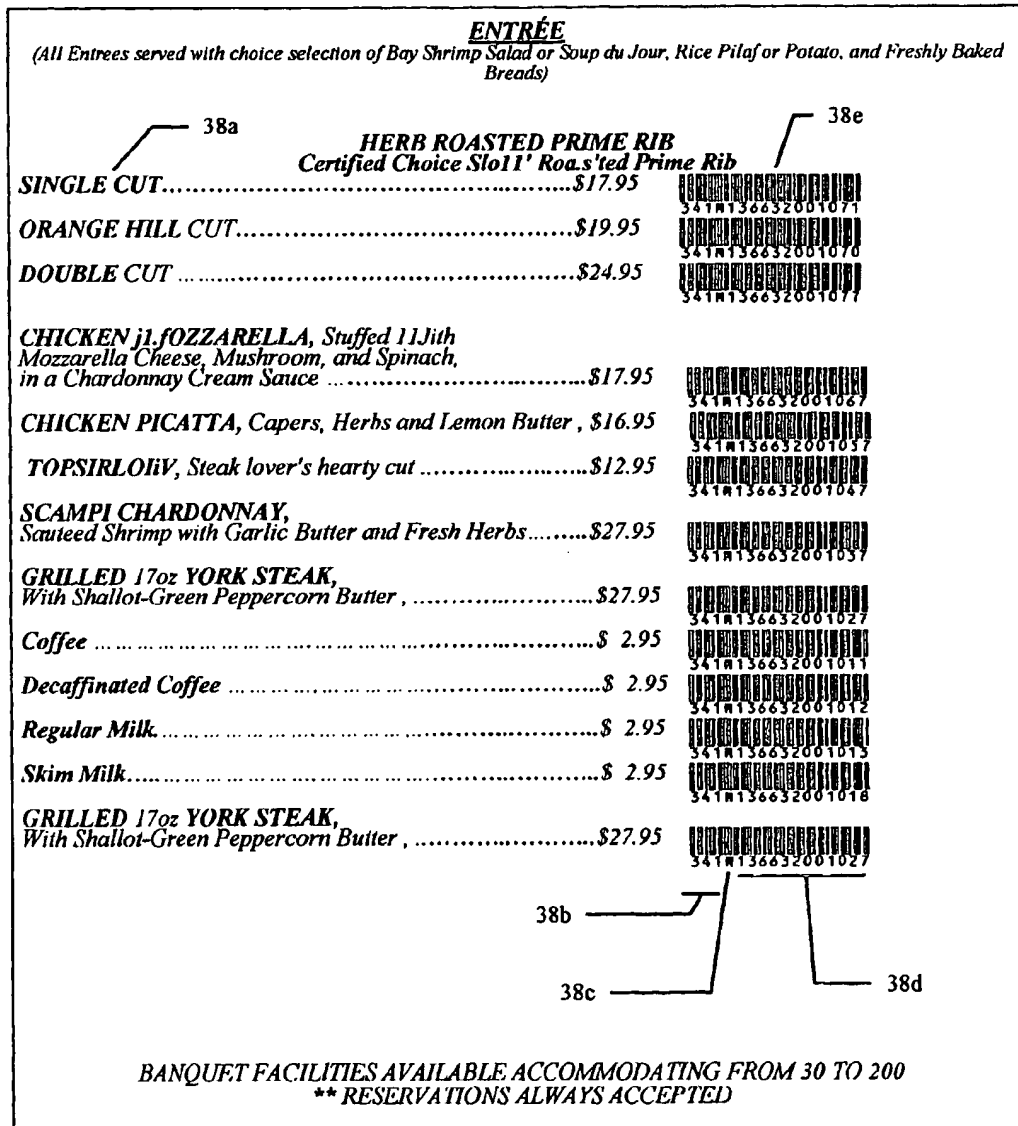 ENTRÉE
(All Entrees served with choice selection of Bay Shrimp Salad or Soup du Jour, Rice Pilaf or Potato, and Freshly Baked
Breads)
38a
38e
HERB ROASTED PRIME RIB
Certified Choice Slo11' Roa.s'ted Prime Rib
SINGLE CUT.................................................$17.95
341M136632001071
ORANGE HILL CUT.........................................$19.95
341M136632001070
DOUBLE CUT ................................................$24.95
341M136632001077
CHICKEN j1.fOZZARELLA, Stuffed 11Jith
Mozzarella Cheese, Mushroom, and Spinach,
in a Chardonnay Cream Sauce ..............................$17.95
341M136632001067
CHICKEN PICATTA, Capers, Herbs and Lemon Butter , $16.95
341M136632001057
TOPSIRLOIiV, Steak lover's hearty cut ...................$12.95
341M136632001047
SCAMPI CHARDONNAY,
Sauteed Shrimp with Garlic Butter and Fresh Herbs.........$27.95
341M136632001037
GRILLED 17oz YORK STEAK,
With Shallot-Green Peppercorn Butter , .....................$27.95
341M136632001027
Coffee ... ... ... ... ... ... ... ... ... ............................$ 2.95
341M136632001011
Decaffinated Coffee ... ... ... ... ... ............................$ 2.95
341M136632001012
Regular Milk. ... ... ... ... ... ... ... ............................$ 2.95
341M136632001013
Skim Milk..... ... ... ... ... ... ... ... ............................$ 2.95
341M136632001018
GRILLED 17oz YORK STEAK,
With Shallot-Green Peppercorn Butter , .....................$27.95
341M136632001027
38b
38c
38d
BANQUET FACILITIES AVAILABLE ACCOMMODATING FROM 30 TO 200
** RESERVATIONS ALWAYS ACCEPTED